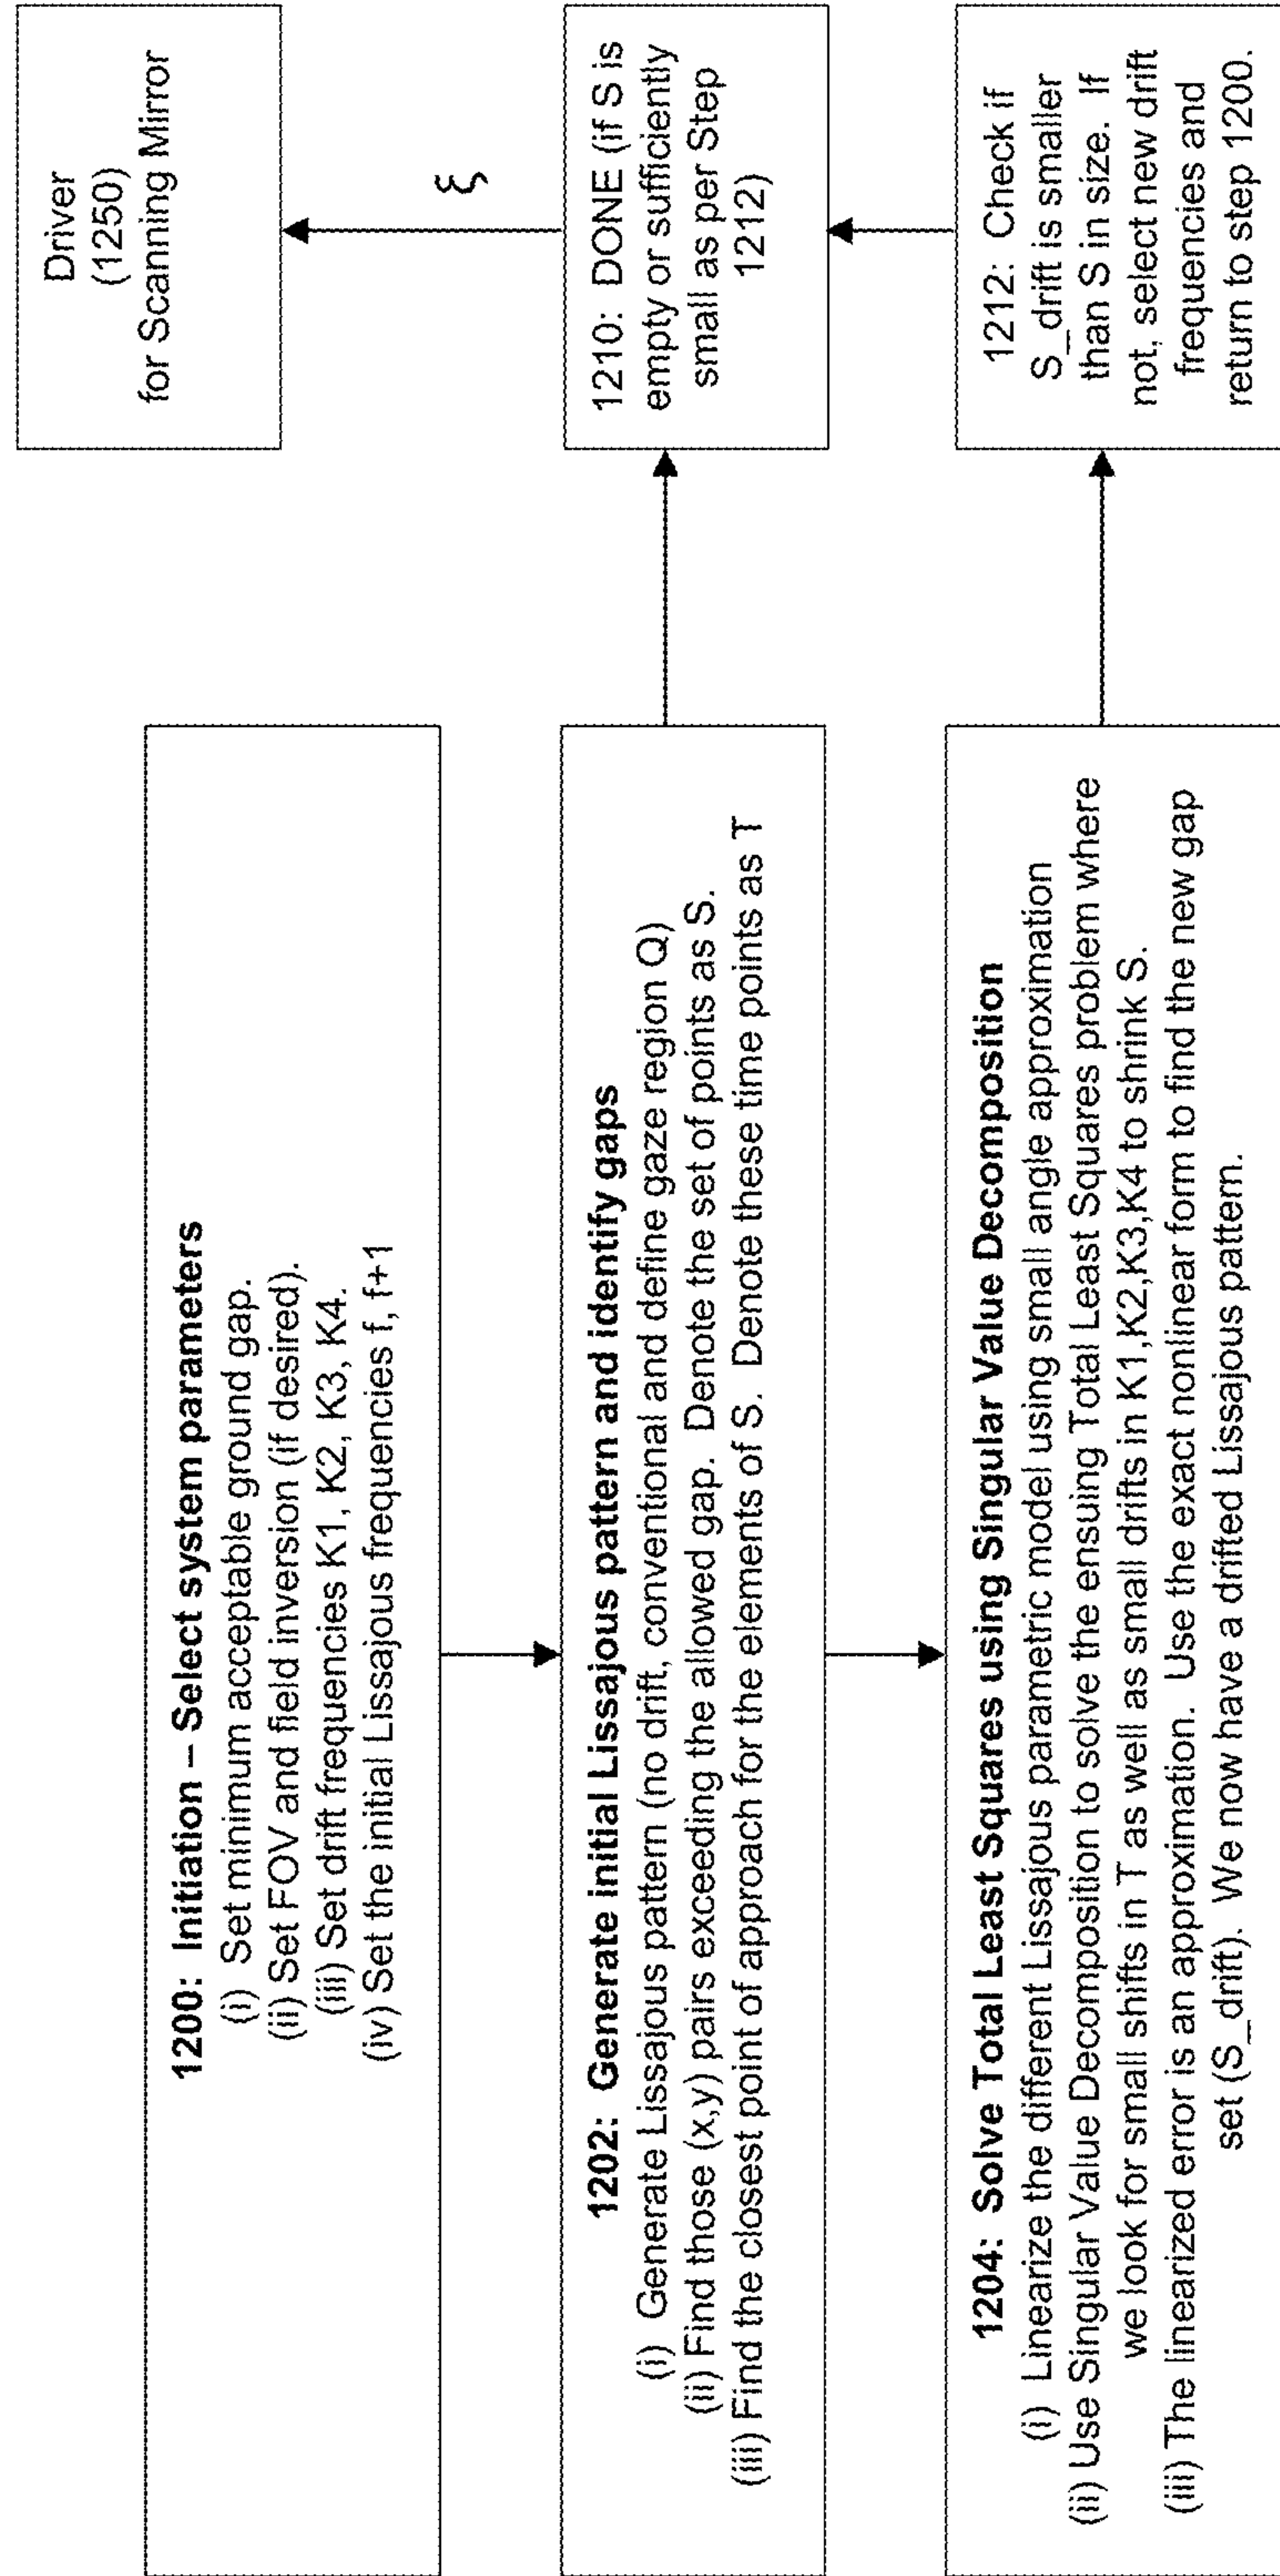 1200: Initiation – Select system parameters
(i) Set minimum acceptable ground gap.
(ii) Set FOV and field inversion (if desired).
(iii) Set drift frequencies K1, K2, K3, K4.
(iv) Set the initial Lissajous frequencies f, f+1
1202: Generate initial Lissajous pattern and identify gaps
(i) Generate Lissajous pattern (no drift, conventional and define gaze region Q)
(ii) Find those (x,y) pairs exceeding the allowed gap. Denote the set of points as S.
(iii) Find the closest point of approach for the elements of S. Denote these time points as T
1204: Solve Total Least Squares using Singular Value Decomposition
(i) Linearize the different Lissajous parametric model using small angle approximation
(ii) Use Singular Value Decomposition to solve the ensuing Total Least Squares problem where
we look for small shifts in T as well as small drifts in K1,K2,K3,K4 to shrink S.
(iii) The linearized error is an approximation. Use the exact nonlinear form to find the new gap
set (S_drift). We now have a drifted Lissajous pattern.
Driver
(1250)
for Scanning Mirror
ξ
1210: DONE (if S is
empty or sufficiently
small as per Step
1212)
1212: Check if
S_drift is smaller
than S in size. If
not, select new drift
frequencies and
return to step 1200.